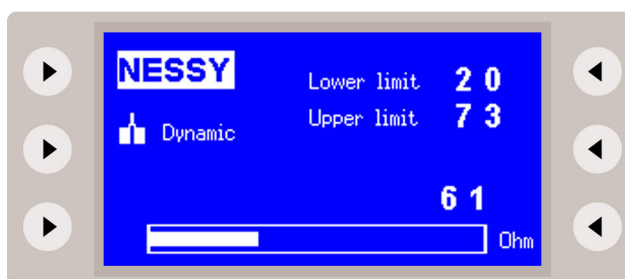 NESSY
Lower limit 20
Upper limit 73
Dynamic
61
Ohm